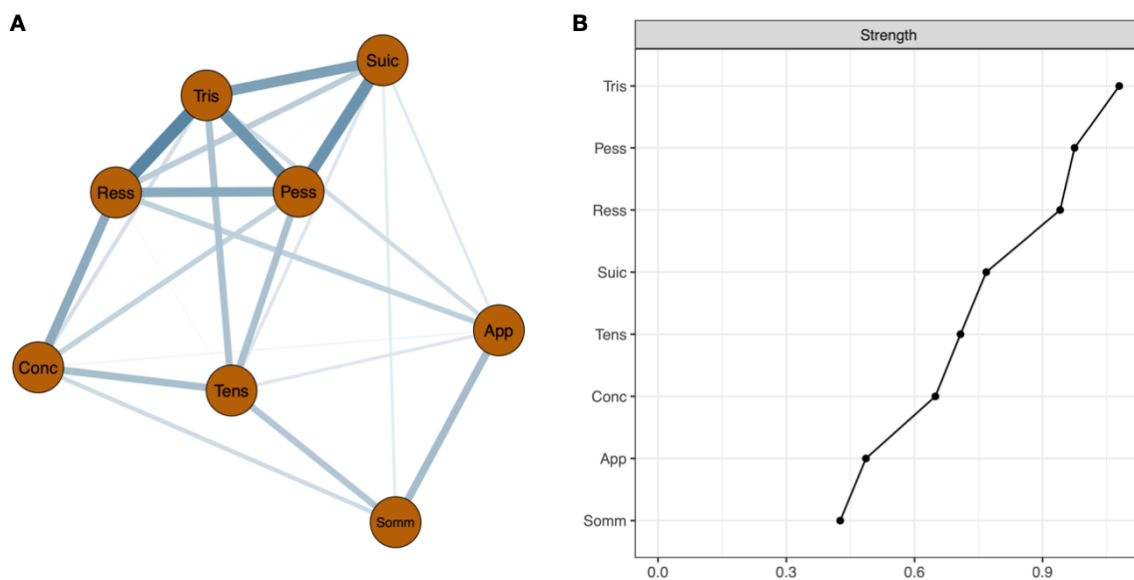 A
Suic
Tris
Ress
Pess
App
Conc
Tens
Somm
B
Strength
Tris
Pess
Ress
Suic
Tens
Conc
App
Somm
0.0 0.3 0.6 0.9